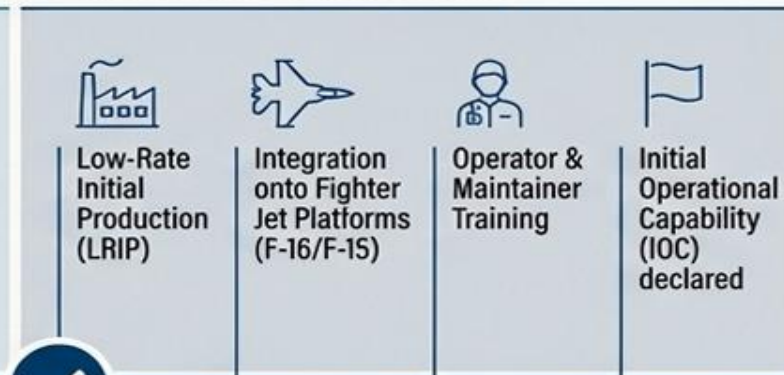 Low-Rate
Initial
Production
(LRIP)
Integration
onto Fighter
Jet Platforms
(F-16/F-15)
Operator &
Maintainer
Training
Initial
Operational
Capability
(IOC)
declared